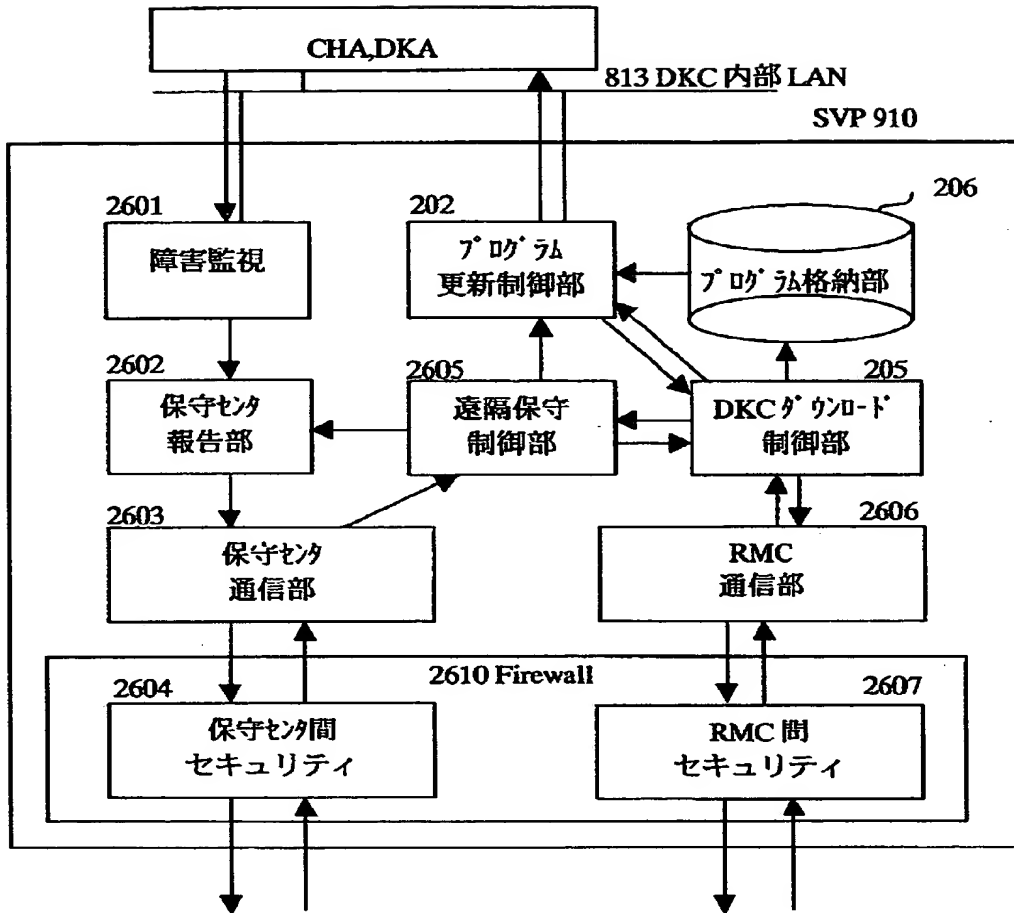 CHA,DKA
813 DKC 内部 LAN
SVP 910
2601
障害監視
202
プログラム
更新制御部
206
プログラム格納部
2602
保守センタ
報告部
2605
遠隔保守
制御部
205
DKC ダウンロード
制御部
2603
保守センタ
通信部
2606
RMC
通信部
2610 Firewall
2604
保守センタ間
セキュリティ
2607
RMC 間
セキュリティ